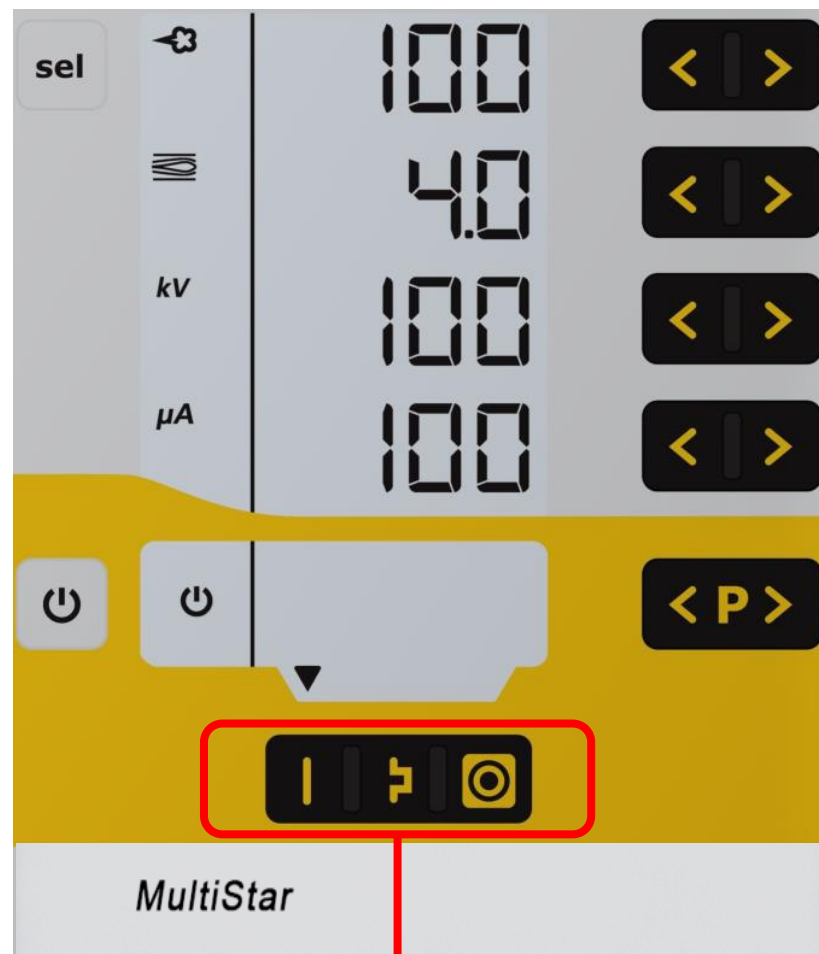 sel 100 < >
4.0 < >
kV 100 < >
µA 100 < >
< P >
MultiStar